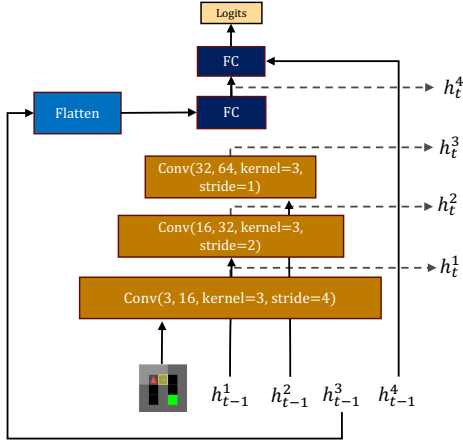 Logits
FC
h_t^4
FC
Flatten
h_t^3
Conv(32, 64, kernel=3,
stride=1)
h_t^2
Conv(16, 32, kernel=3,
stride=2)
h_t^1
Conv(3, 16, kernel=3, stride=4)
h_{t-1}^1 h_{t-1}^2 h_{t-1}^3 h_{t-1}^4